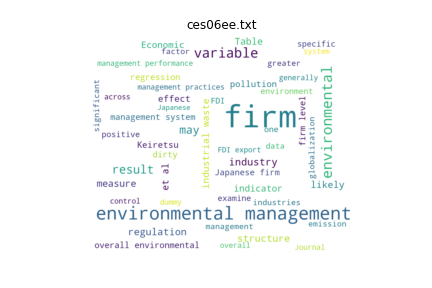 ces06ee.txt
Economic
Table
specific
factor
variable
system
management performance
greater
regression
pollution
generally
management practices
environment
significant
across
effect
FDI
Japanese
industrial waste
firm
firm level
environmental
management system
may
one
positive
Keiretsu
FDI export
data
globalization
dirty
industry
result
et al
Japanese firm
measure
indicator
likely
control
dummy
examine
industries
environmental management
regulation
management
emission
structure
overall environmental
overall
Journal